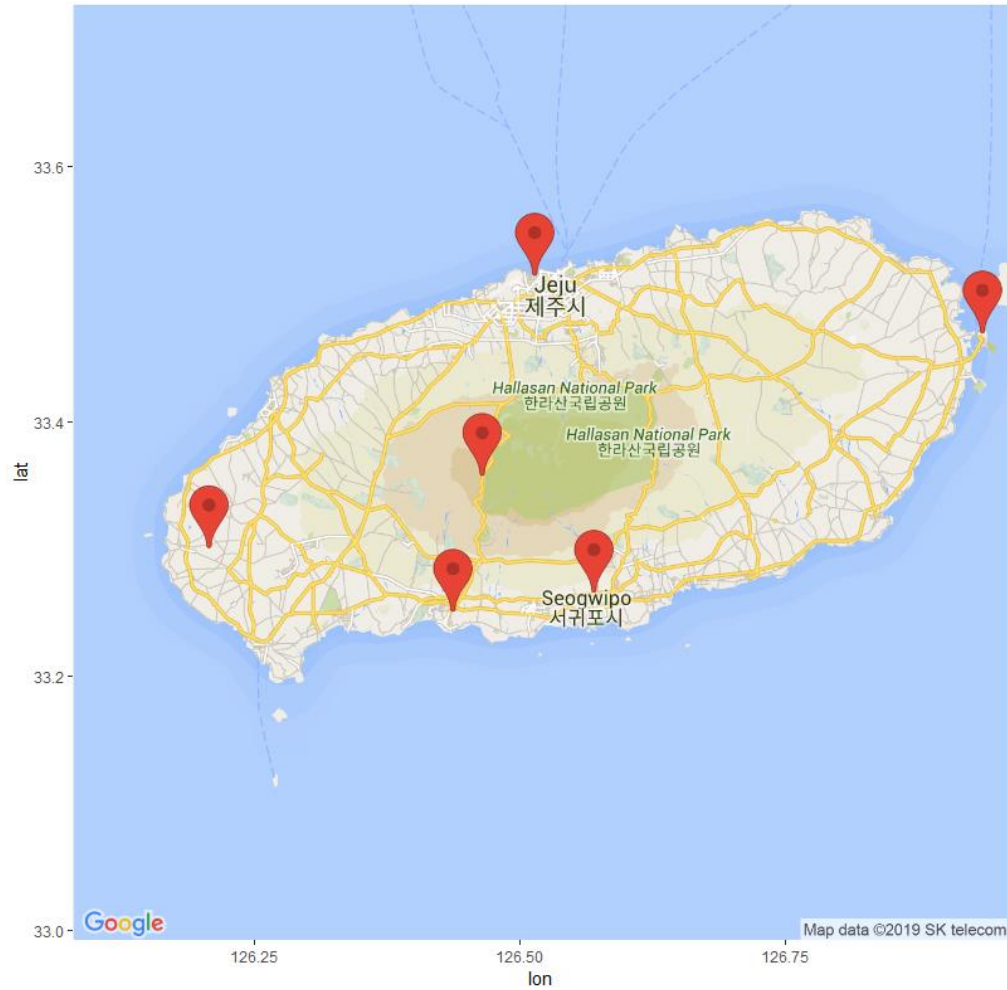 33.6
Jeju
제주시
Hallasan National Park
한라산국립공원
33.4
Hallasan National Park
한라산국립공원
lat
Seogwipo
서귀포시
33.2
33.0
Google
Map data ©2019 SK telecom
126.25
126.50
126.75
lon